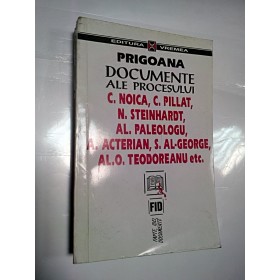 EDITURA VREMEA
PRIGOANA
DOCUMENTE
ALE PROCESULUI
C. NOICA, C. PILLAT,
N. STEINHARDT,
AL. PALEOLOGU,
A. ACTERIAN, S. AL-GEORGE,
AL.O. TEODOREANU etc.
FID